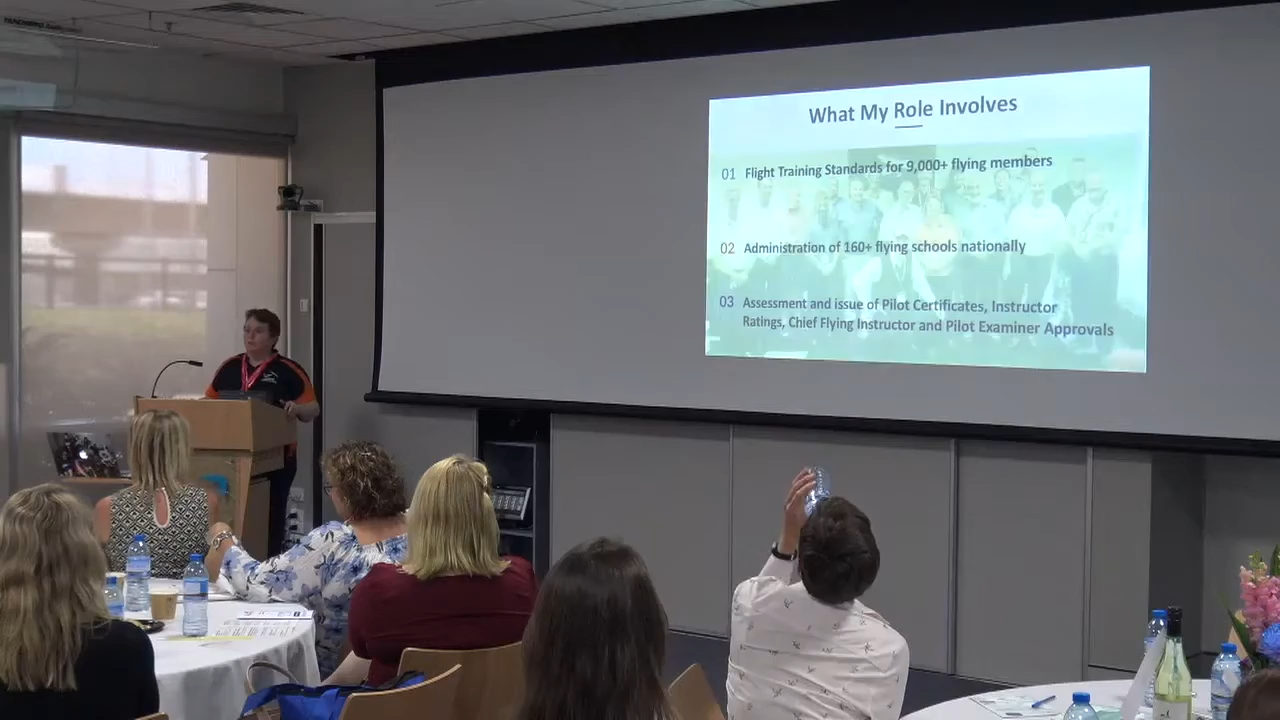 What My Role Involves
01 Flight Training Standards for 9,000+ flying members
02 Administration of 160+ flying schools nationally
03 Assessment and issue of Pilot Certificates, Instructor
Ratings, Chief Flying Instructor and Pilot Examiner Approvals